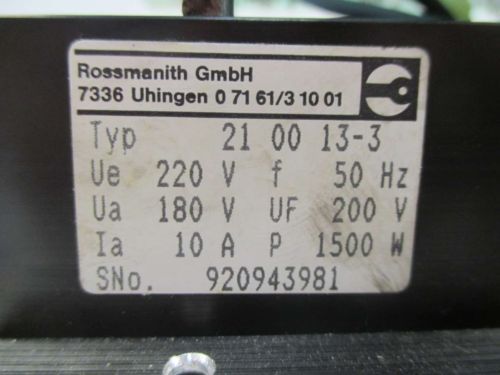 Rossmanith GmbH
7336 Uhingen 0 71 61/3 10 01
Typ 21 00 13-3
Ue 220 V f 50 Hz
Ua 180 V UF 200 V
Ia 10 A P 1500 W
SNo. 920943981